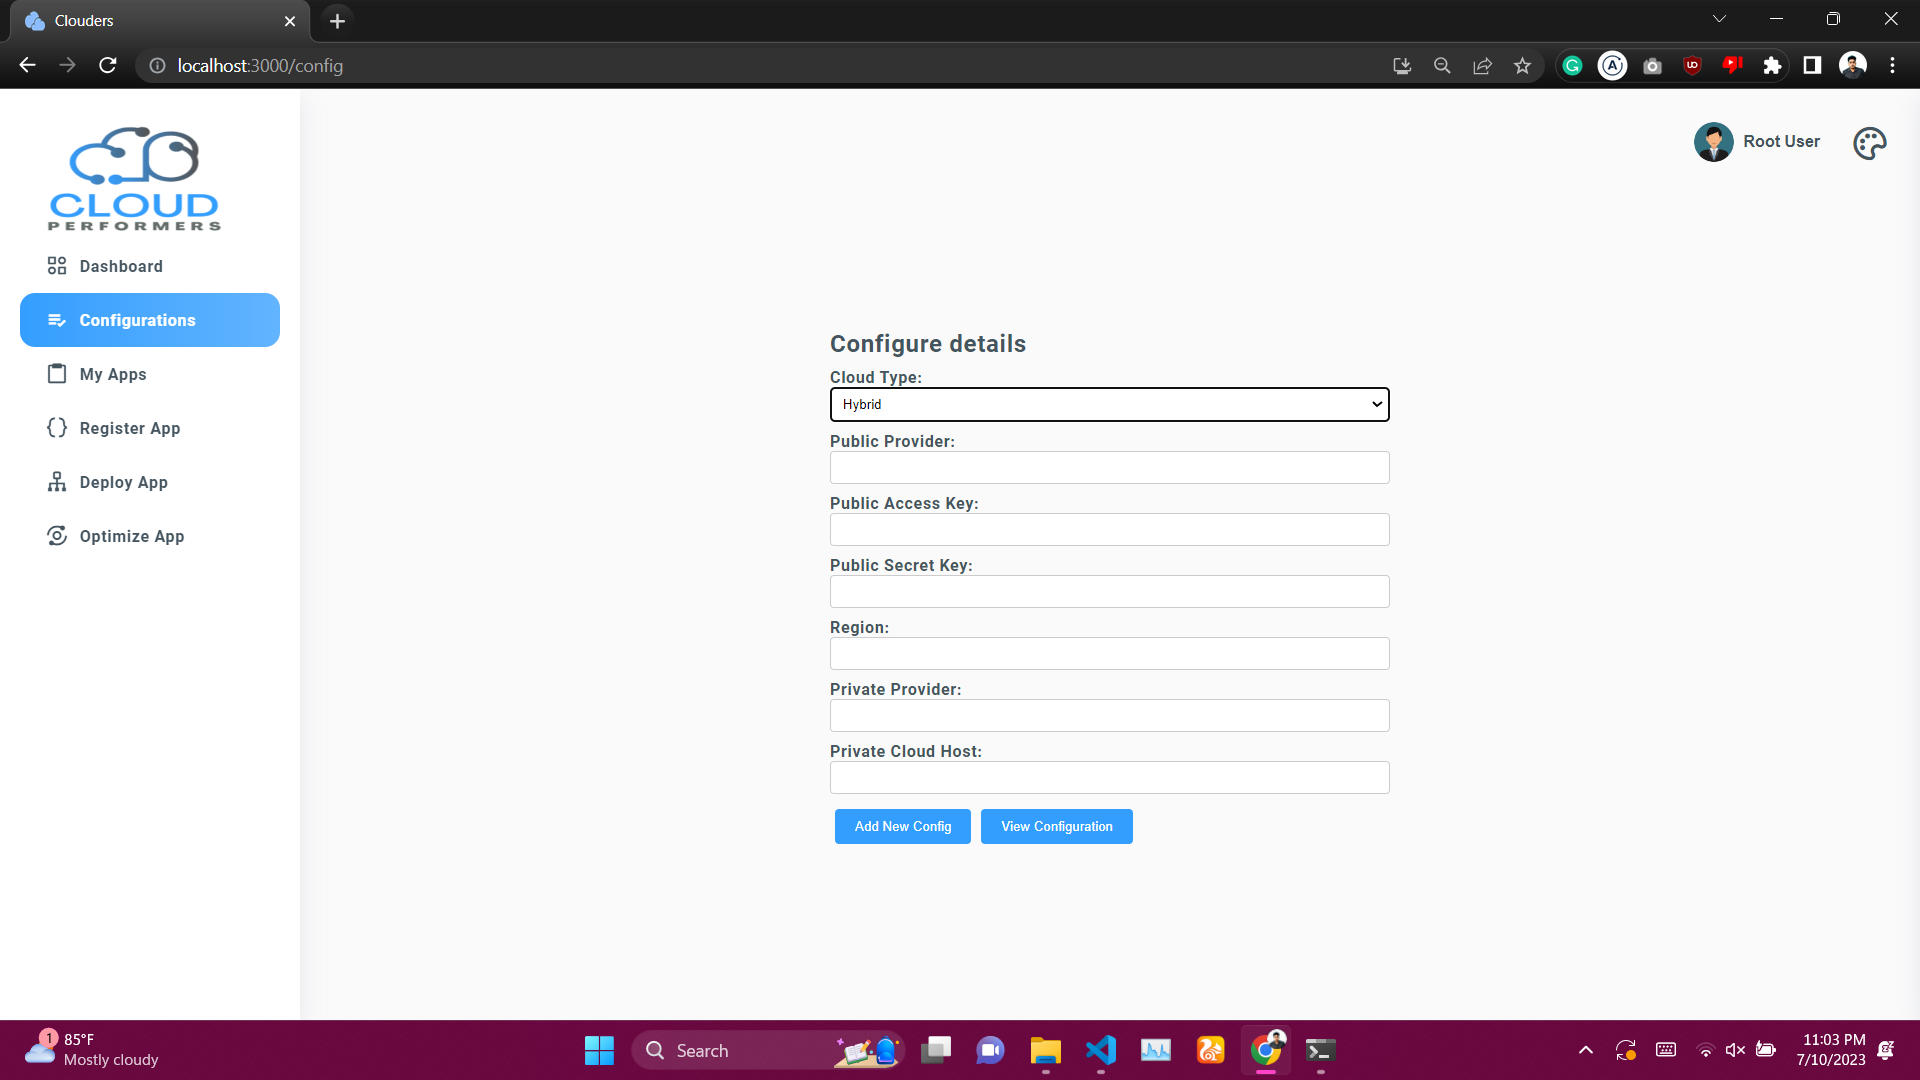 Clouders
localhost:3000/config
CLOUD
PERFORMERS
Root User
Dashboard
Configurations
My Apps
Register App
Deploy App
Optimize App
Configure details
Cloud Type:
Hybrid
Public Provider:
Public Access Key:
Public Secret Key:
Region:
Private Provider:
Private Cloud Host:
Add New Config
View Configuration
1
85°F
Mostly cloudy
Search
11:03 PM
7/10/2023